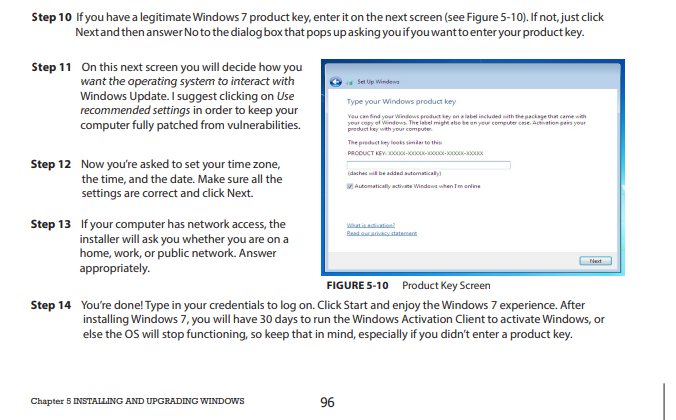 Step 10 If you have a legitimate Windows 7 product key, enter it on the next screen (see Figure 5-10). If not, just click
Next and then answer No to the dialog box that pops up asking you if you want to enter your product key.
Step 11 On this next screen you will decide how you
want the operating system to interact with
Windows Update. I suggest clicking on Use
recommended settings in order to keep your
computer fully patched from vulnerabilities.
Step 12 Now you're asked to set your time zone,
the time, and the date. Make sure all the
settings are correct and click Next.
Step 13 If your computer has network access, the
installer will ask you whether you are on a
home, work, or public network. Answer
appropriately.
Set Up Windows
Type your Windows product key
You can find your Windows product key on a label included with the package that came with
your copy of Windows. The label might also be on your computer case. Activation pairs your
product key with your computer.
The product key looks similar to this:
PRODUCT KEY: XXXXX-XXXXX-XXXXX-XXXXX-XXXXX
(dashes will be added automatically)
Automatically activate Windows when I'm online
What is activation?
Read our privacy statement
Next
FIGURE 5-10 Product Key Screen
Step 14 You're done! Type in your credentials to log on. Click Start and enjoy the Windows 7 experience. After
installing Windows 7, you will have 30 days to run the Windows Activation Client to activate Windows, or
else the OS will stop functioning, so keep that in mind, especially if you didn't enter a product key.
Chapter 5 INSTALLING AND UPGRADING WINDOWS 96